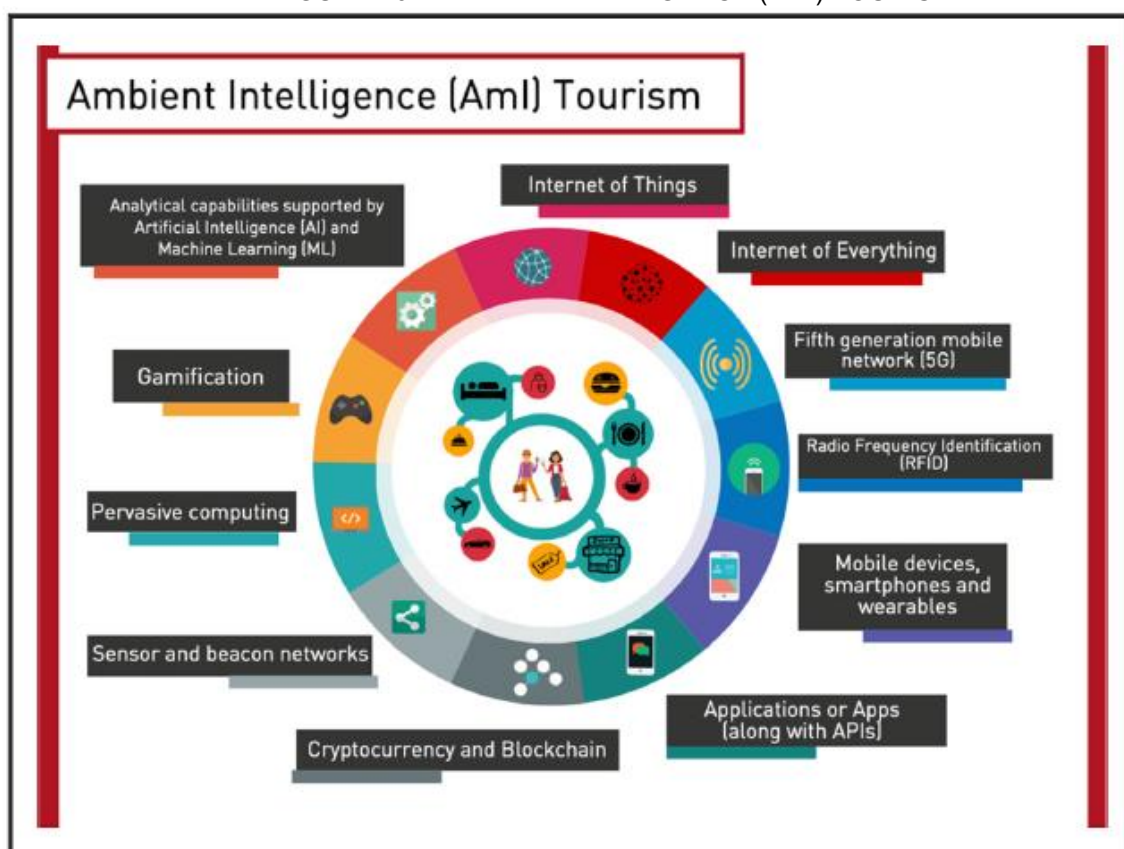 Ambient Intelligence (AmI) Tourism
Internet of Things
Analytical capabilities supported by
Artificial Intelligence (AI) and
Machine Learning (ML)
Internet of Everything
Fifth generation mobile
network (5G)
Gamification
Radio Frequency Identification
(RFID)
Pervasive computing
Mobile devices,
smartphones and
wearables
Sensor and beacon networks
Applications or Apps
(along with APIs)
Cryptocurrency and Blockchain